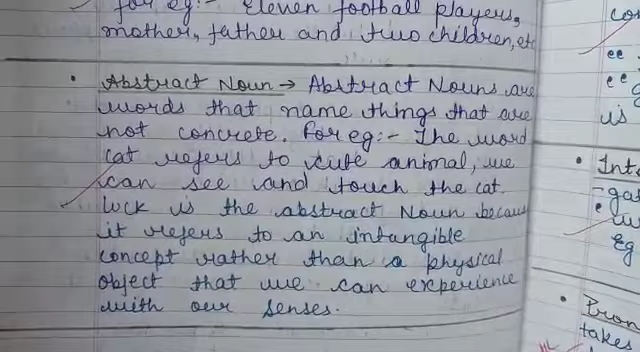 for eg:- Eleven football players,
mother, father and two children, etc
• Abstract Noun → Abstract Nouns are
words that name things that are
not concrete. For eg:- The word
cat refers to cute animal, we
can see and touch the cat.
luck is the abstract Noun because
it refers to an intangible
concept rather than a physical
object that we can experience
with our senses.
takes